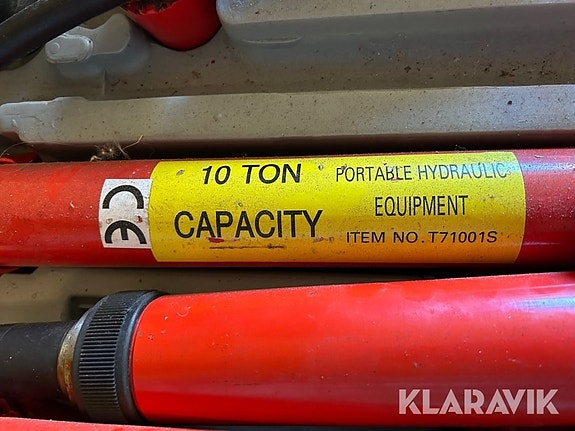 10 TON
CAPACITY
PORTABLE HYDRAULIC
EQUIPMENT
ITEM NO. T71001S
CE
KLARAVIK